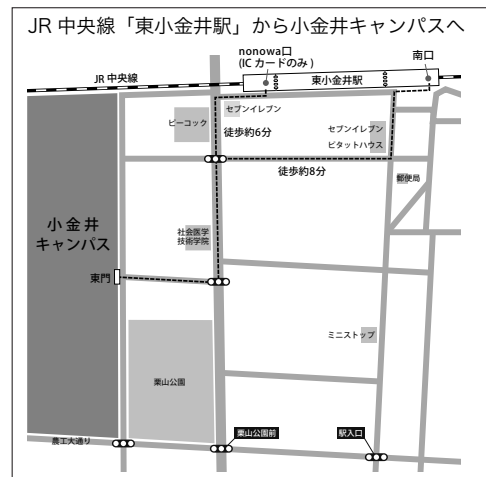 JR 中央線「東小金井駅」から小金井キャンパスへ
nonowa口
(IC カードのみ)
南口
JR 中央線
東小金井駅
セブンイレブン
ピーコック
徒歩約6分
セブンイレブン
ピタットハウス
徒歩約8分
郵便局
小金井
キャンパス
社会医学
技術学院
東門
ミニストップ
栗山公園
農工大通り
栗山公園前
駅入口